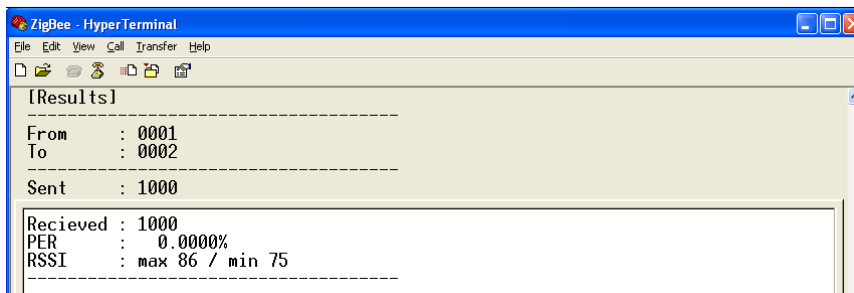 ZigBee - HyperTerminal
File Edit View Call Transfer Help
[Results]
-------------------------------------
From : 0001
To : 0002
-------------------------------------
Sent : 1000
Recieved : 1000
PER : 0.0000%
RSSI : max 86 / min 75
-------------------------------------